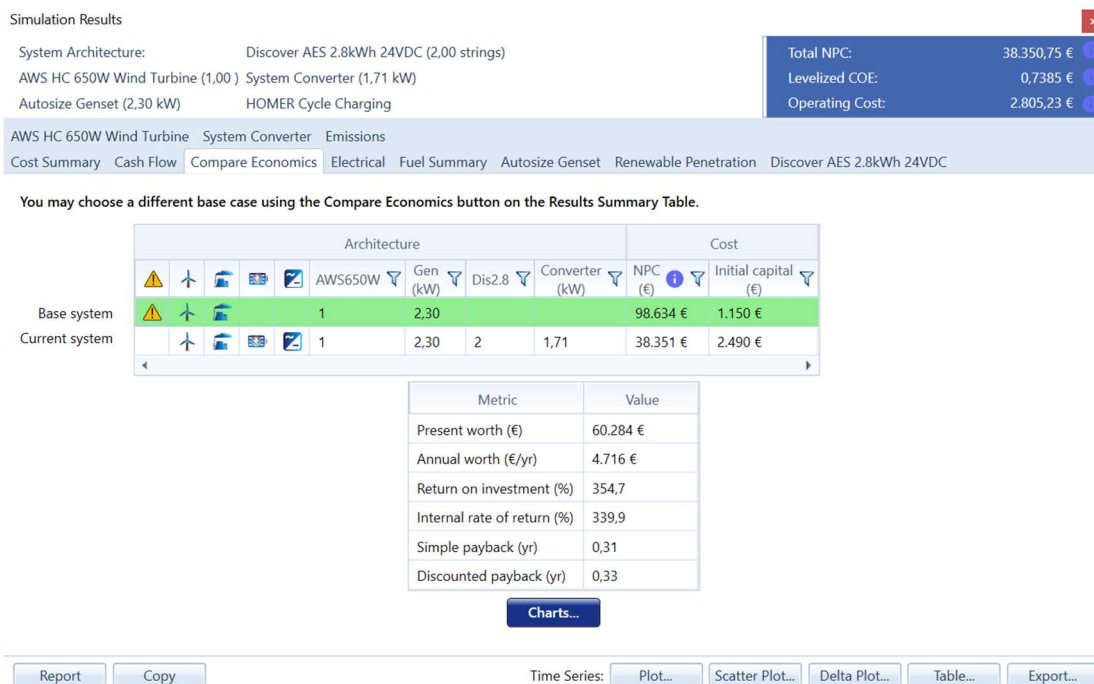 Simulation Results
System Architecture: Discover AES 2.8kWh 24VDC (2,00 strings)
AWS HC 650W Wind Turbine (1,00 ) System Converter (1,71 kW)
Autosize Genset (2,30 kW) HOMER Cycle Charging
Total NPC: 38.350,75 €
Levelized COE: 0,7385 €
Operating Cost: 2.805,23 €
AWS HC 650W Wind Turbine System Converter Emissions
Cost Summary Cash Flow Compare Economics Electrical Fuel Summary Autosize Genset Renewable Penetration Discover AES 2.8kWh 24VDC
You may choose a different base case using the Compare Economics button on the Results Summary Table.
Architecture Cost
AWS650W Gen (kW) Dis2.8 Converter (kW) NPC (€) Initial capital (€)
Base system 1 2,30 98.634 € 1.150 €
Current system 1 2,30 2 1,71 38.351 € 2.490 €
Metric Value
Present worth (€) 60.284 €
Annual worth (€/yr) 4.716 €
Return on investment (%) 354,7
Internal rate of return (%) 339,9
Simple payback (yr) 0,31
Discounted payback (yr) 0,33
Charts...
Report Copy Time Series: Plot... Scatter Plot... Delta Plot... Table... Export...